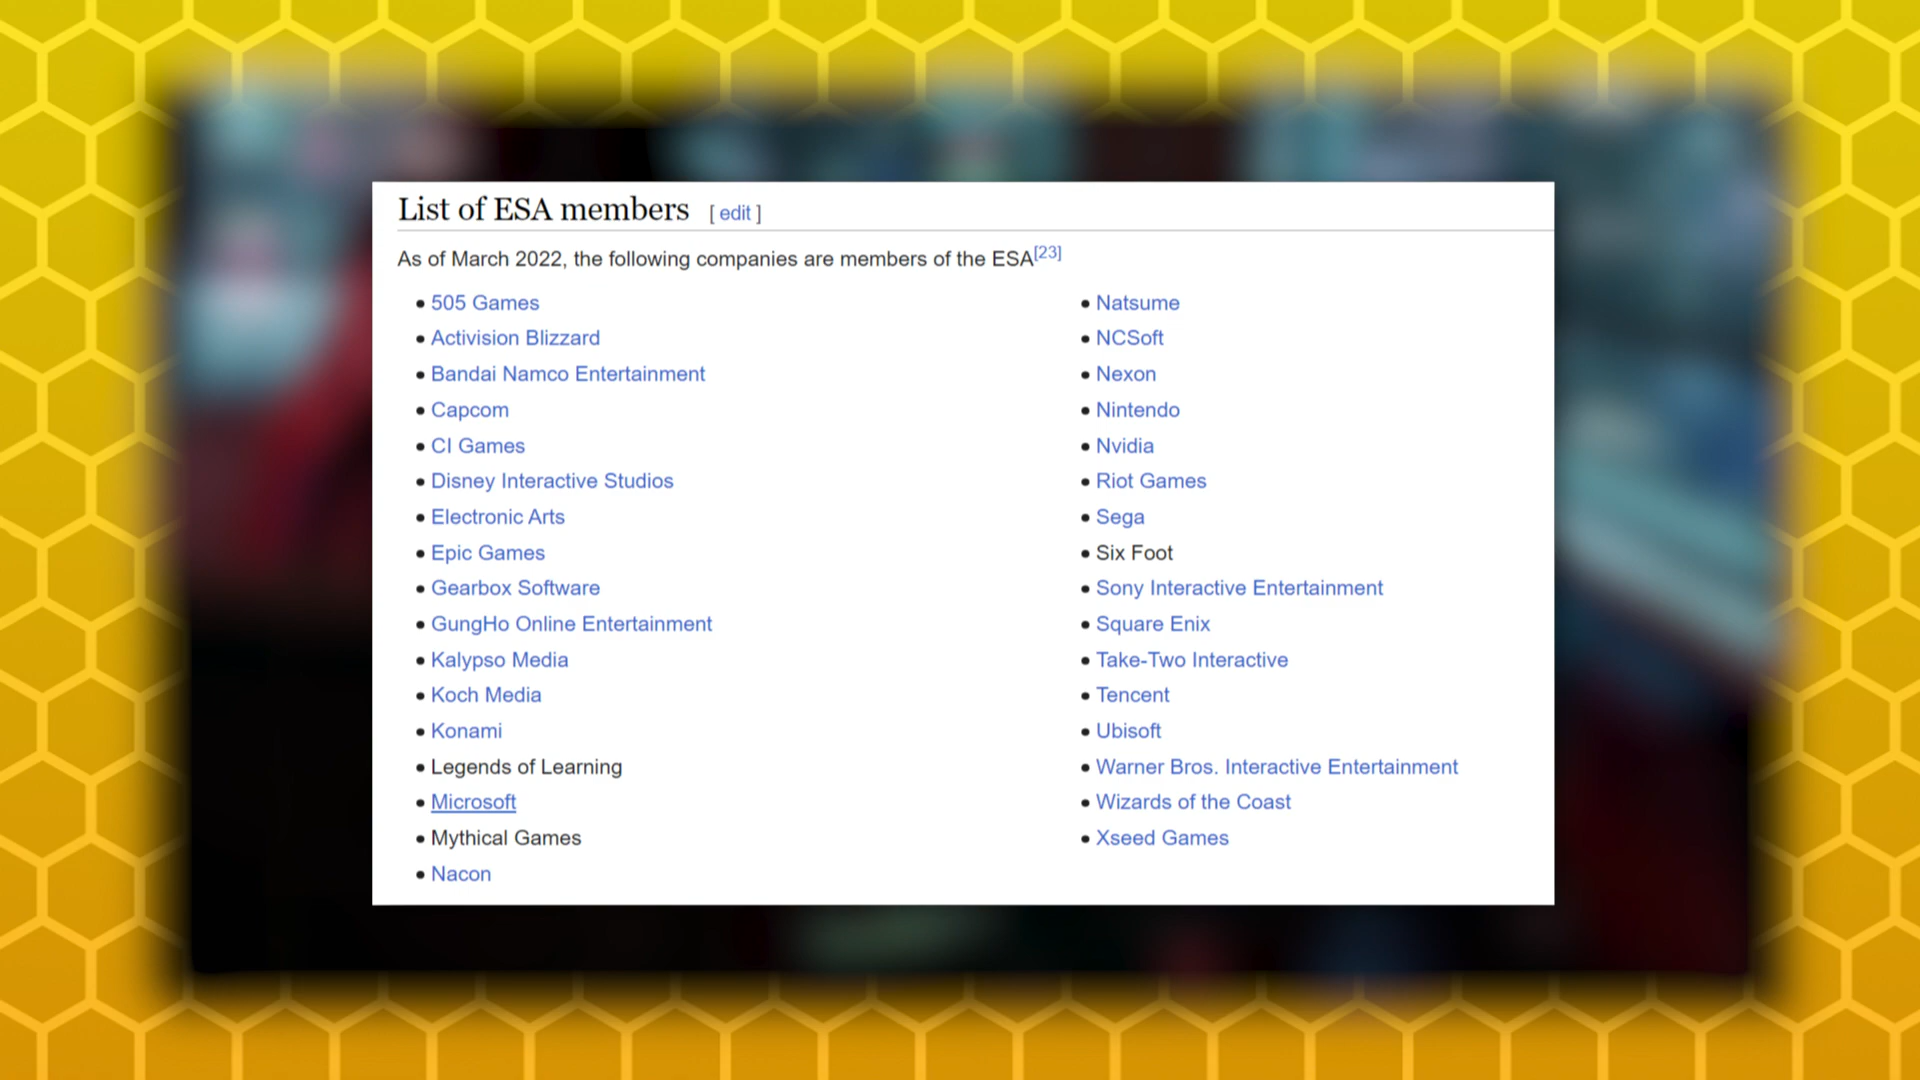 List of ESA members [ edit ]
As of March 2022, the following companies are members of the ESA[23]
• 505 Games
• Activision Blizzard
• Bandai Namco Entertainment
• Capcom
• CI Games
• Disney Interactive Studios
• Electronic Arts
• Epic Games
• Gearbox Software
• GungHo Online Entertainment
• Kalypso Media
• Koch Media
• Konami
• Legends of Learning
• Microsoft
• Mythical Games
• Nacon
• Natsume
• NCSoft
• Nexon
• Nintendo
• Nvidia
• Riot Games
• Sega
• Six Foot
• Sony Interactive Entertainment
• Square Enix
• Take-Two Interactive
• Tencent
• Ubisoft
• Warner Bros. Interactive Entertainment
• Wizards of the Coast
• Xseed Games